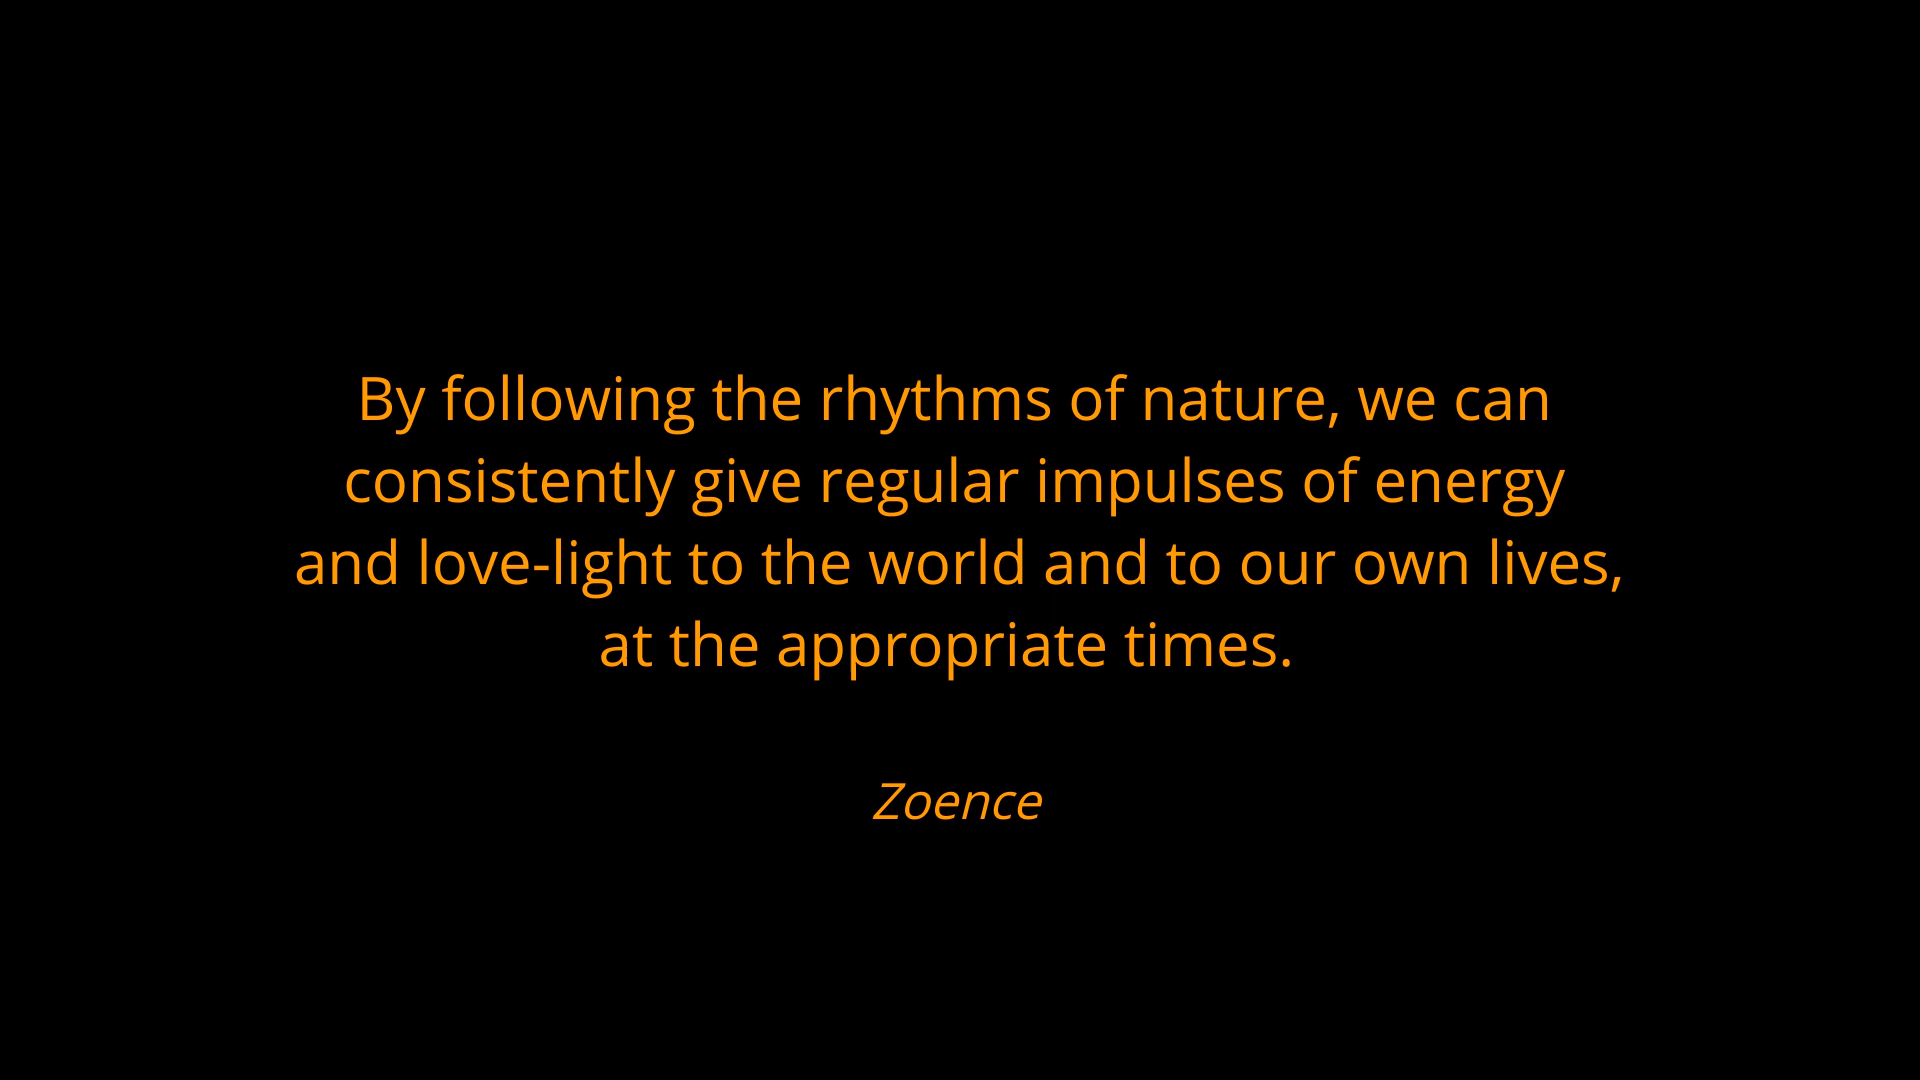 By following the rhythms of nature, we can
consistently give regular impulses of energy
and love-light to the world and to our own lives,
at the appropriate times.
Zoence